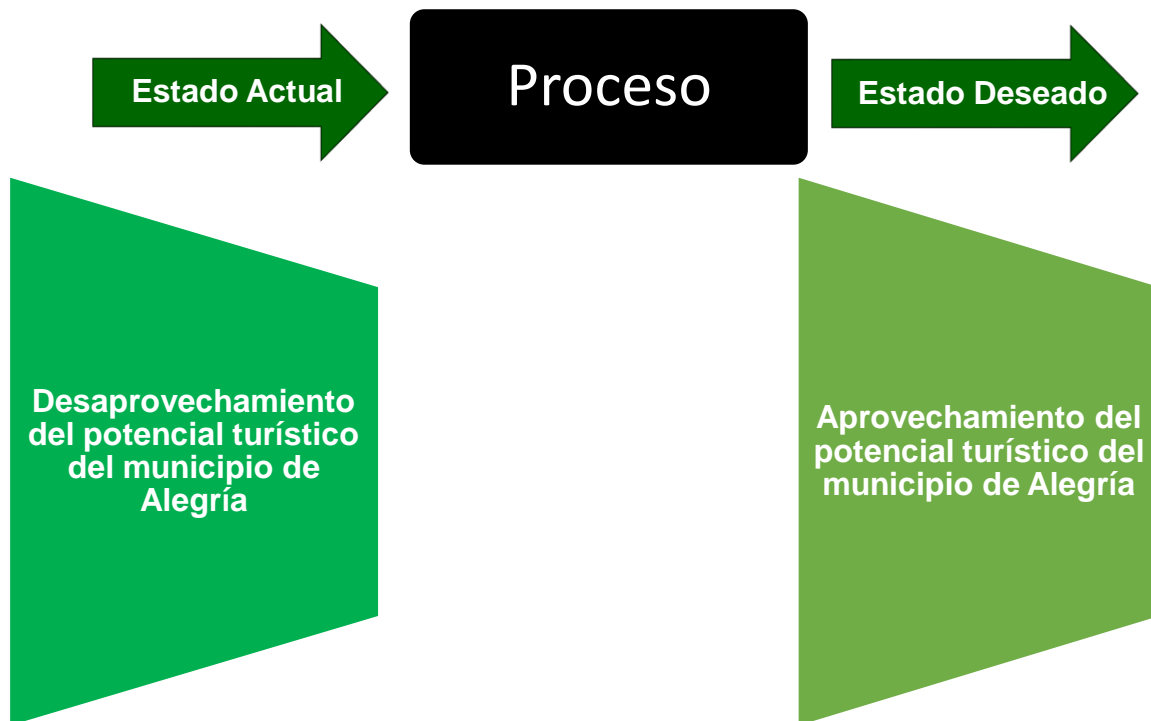 Estado Actual
Proceso
Estado Deseado
Desaprovechamiento
del potencial turístico
del municipio de
Alegría
Aprovechamiento del
potencial turístico del
municipio de Alegría